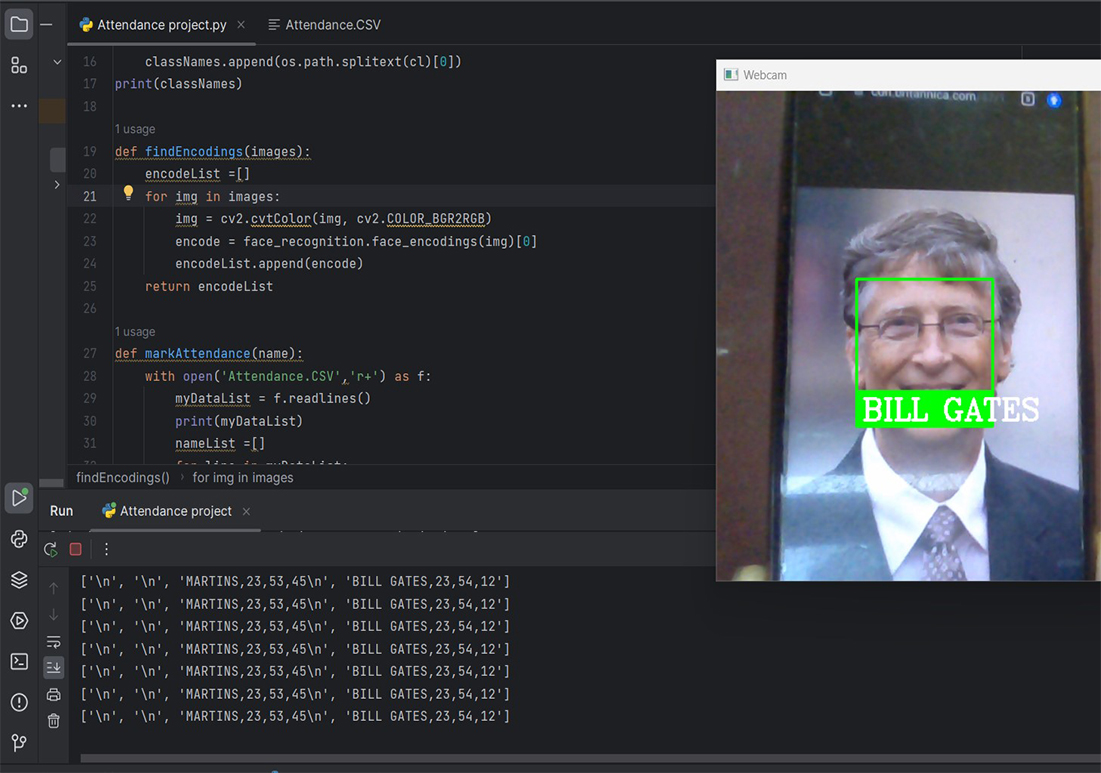 Attendance project.py
Attendance.CSV
16 classNames.append(os.path.splitext(cl)[0])
17 print(classNames)
18
1 usage
19 def findEncodings(images):
20 encodeList =[]
21 for img in images:
22 img = cv2.cvtColor(img, cv2.COLOR_BGR2RGB)
23 encode = face_recognition.face_encodings(img)[0]
24 encodeList.append(encode)
25 return encodeList
26
1 usage
27 def markAttendance(name):
28 with open('Attendance.CSV','r+') as f:
29 myDataList = f.readlines()
30 print(myDataList)
31 nameList =[]
findEncodings() › for img in images
Webcam
cdn.britannica.com
BILL GATES
Run
Attendance project
['\n', '\n', 'MARTINS,23,53,45\n', 'BILL GATES,23,54,12']
['\n', '\n', 'MARTINS,23,53,45\n', 'BILL GATES,23,54,12']
['\n', '\n', 'MARTINS,23,53,45\n', 'BILL GATES,23,54,12']
['\n', '\n', 'MARTINS,23,53,45\n', 'BILL GATES,23,54,12']
['\n', '\n', 'MARTINS,23,53,45\n', 'BILL GATES,23,54,12']
['\n', '\n', 'MARTINS,23,53,45\n', 'BILL GATES,23,54,12']
['\n', '\n', 'MARTINS,23,53,45\n', 'BILL GATES,23,54,12']